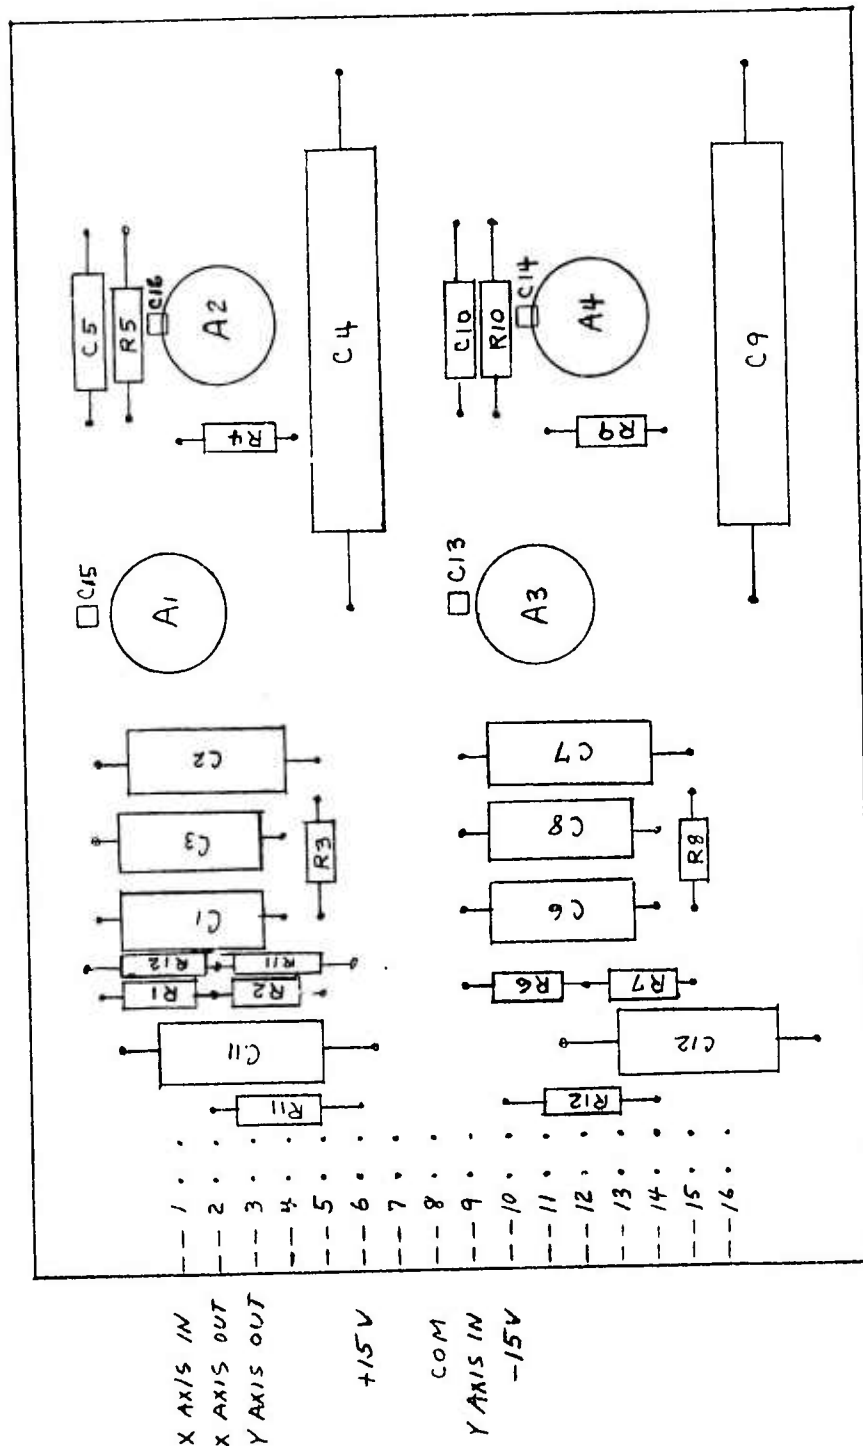 C5
R5
C16
A2
R4
C4
C10
R10
C14
A4
R9
C9
C15
A1
C13
A3
C2
C3
R3
C1
R12
R11
R1
R2
C11
R11
C7
C8
R8
C6
R6
R7
C12
R12
X AXIS IN -- 1
X AXIS OUT -- 2
Y AXIS OUT -- 3
-- 4
-- 5
+15V -- 6
-- 7
COM -- 8
Y AXIS IN -- 9
-15V -- 10
-- 11
-- 12
-- 13
-- 14
-- 15
-- 16